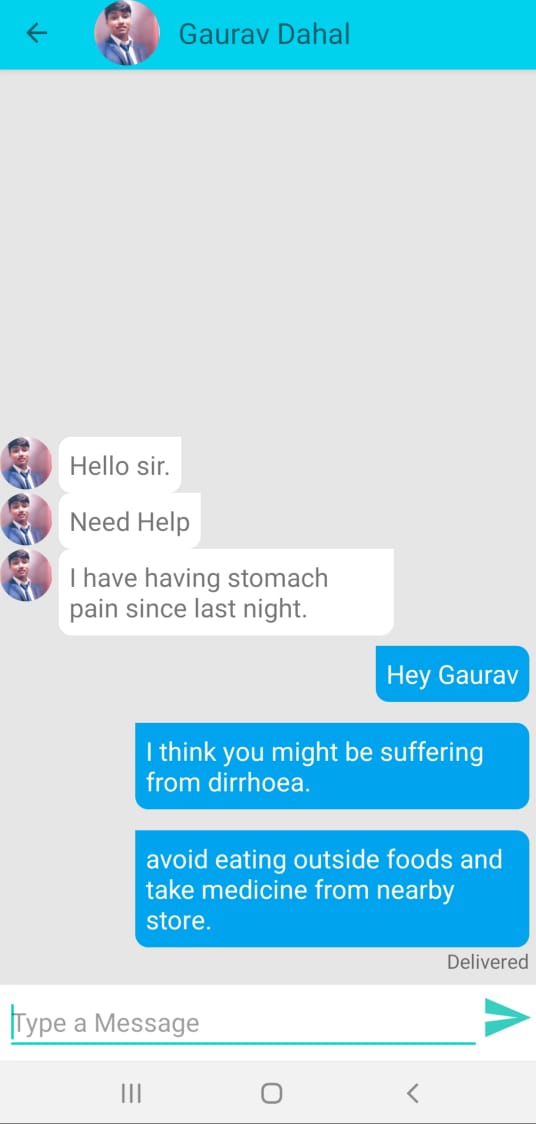 Gaurav Dahal
Hello sir.
Need Help
I have having stomach
pain since last night.
Hey Gaurav
I think you might be suffering
from dirrhoea.
avoid eating outside foods and
take medicine from nearby
store.
Delivered
Type a Message